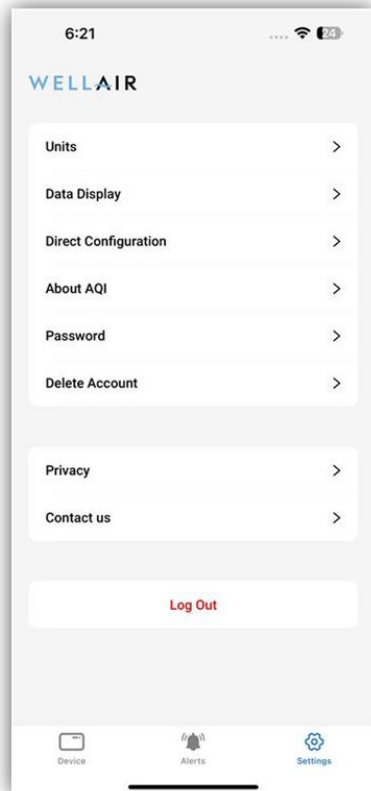 6:21
24
WELLAIR
Units
Data Display
Direct Configuration
About AQI
Password
Delete Account
Privacy
Contact us
Log Out
Device
Alerts
Settings